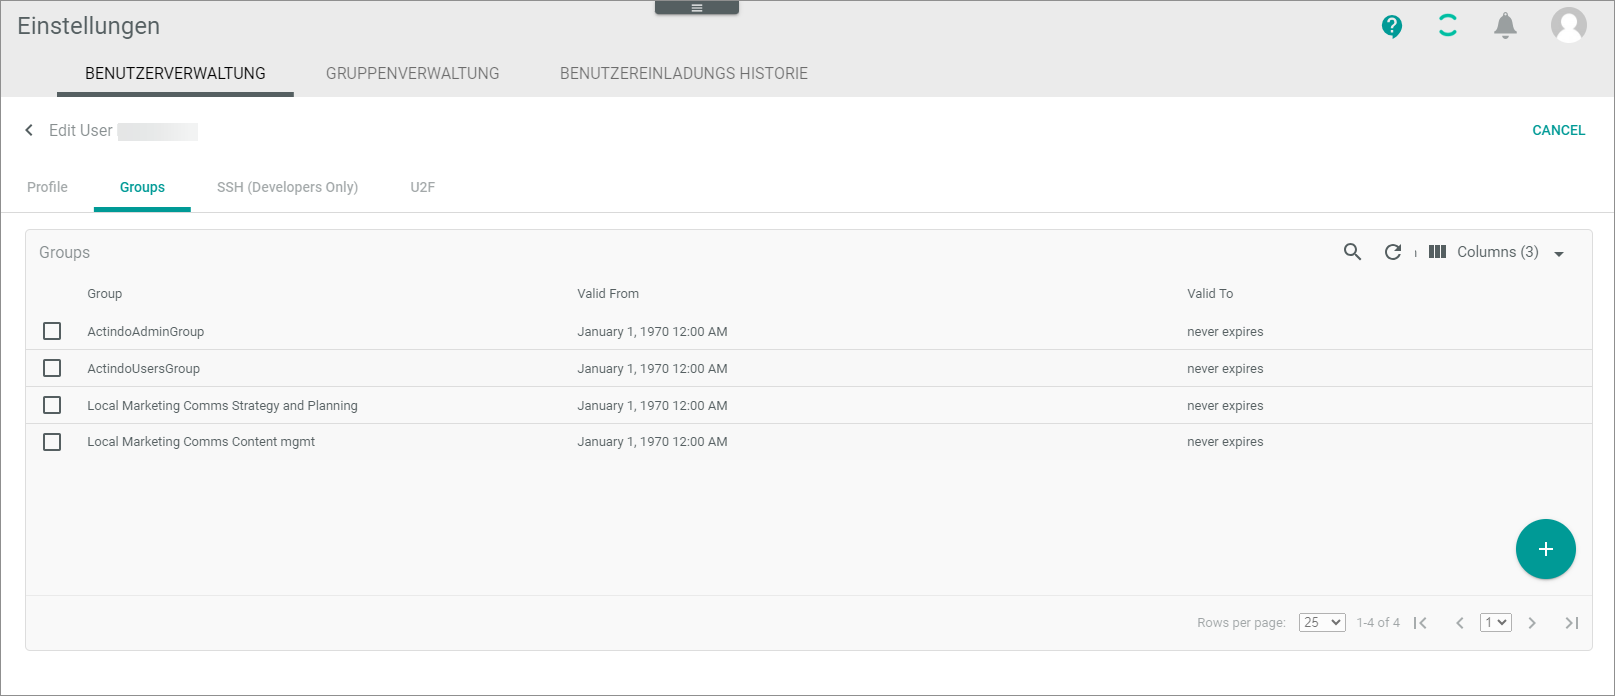 Einstellungen
BENUTZERVERWALTUNG GRUPPENVERWALTUNG BENUTZEREINLADUNGS HISTORIE
Edit User CANCEL
Profile Groups SSH (Developers Only) U2F
Groups Columns (3)
Group Valid From Valid To
ActindoAdminGroup January 1, 1970 12:00 AM never expires
ActindoUsersGroup January 1, 1970 12:00 AM never expires
Local Marketing Comms Strategy and Planning January 1, 1970 12:00 AM never expires
Local Marketing Comms Content mgmt January 1, 1970 12:00 AM never expires
Rows per page: 25 1-4 of 4 1